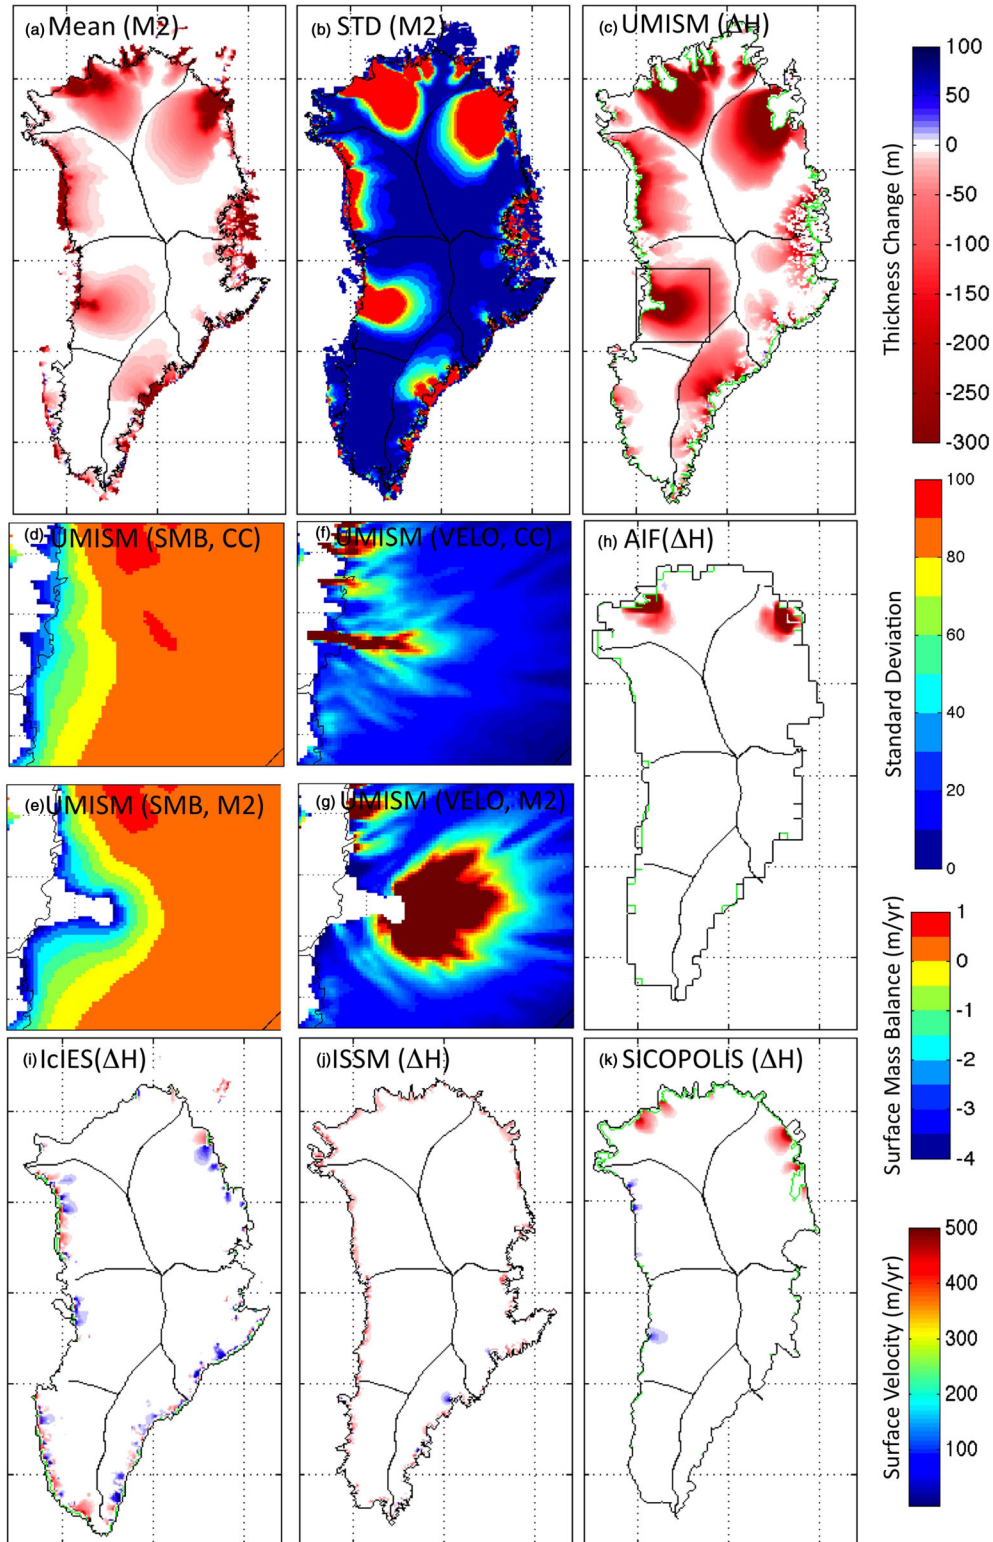 (a) Mean (M2)
(b) STD (M2)
(c) UMISM (ΔH)
100
50
0
-50
-100
-150
-200
-250
-300
Thickness Change (m)
(d) UMISM (SMB, CC)
(f) UMISM (VELO, CC)
(h) AIF(ΔH)
100
80
60
40
20
0
Standard Deviation
(e) UMISM (SMB, M2)
(g) UMISM (VELO, M2)
1
0
-1
-2
-3
-4
Surface Mass Balance (m/yr)
(i) IcIES(ΔH)
(j) ISSM (ΔH)
(k) SICOPOLIS (ΔH)
500
400
300
200
100
Surface Velocity (m/yr)